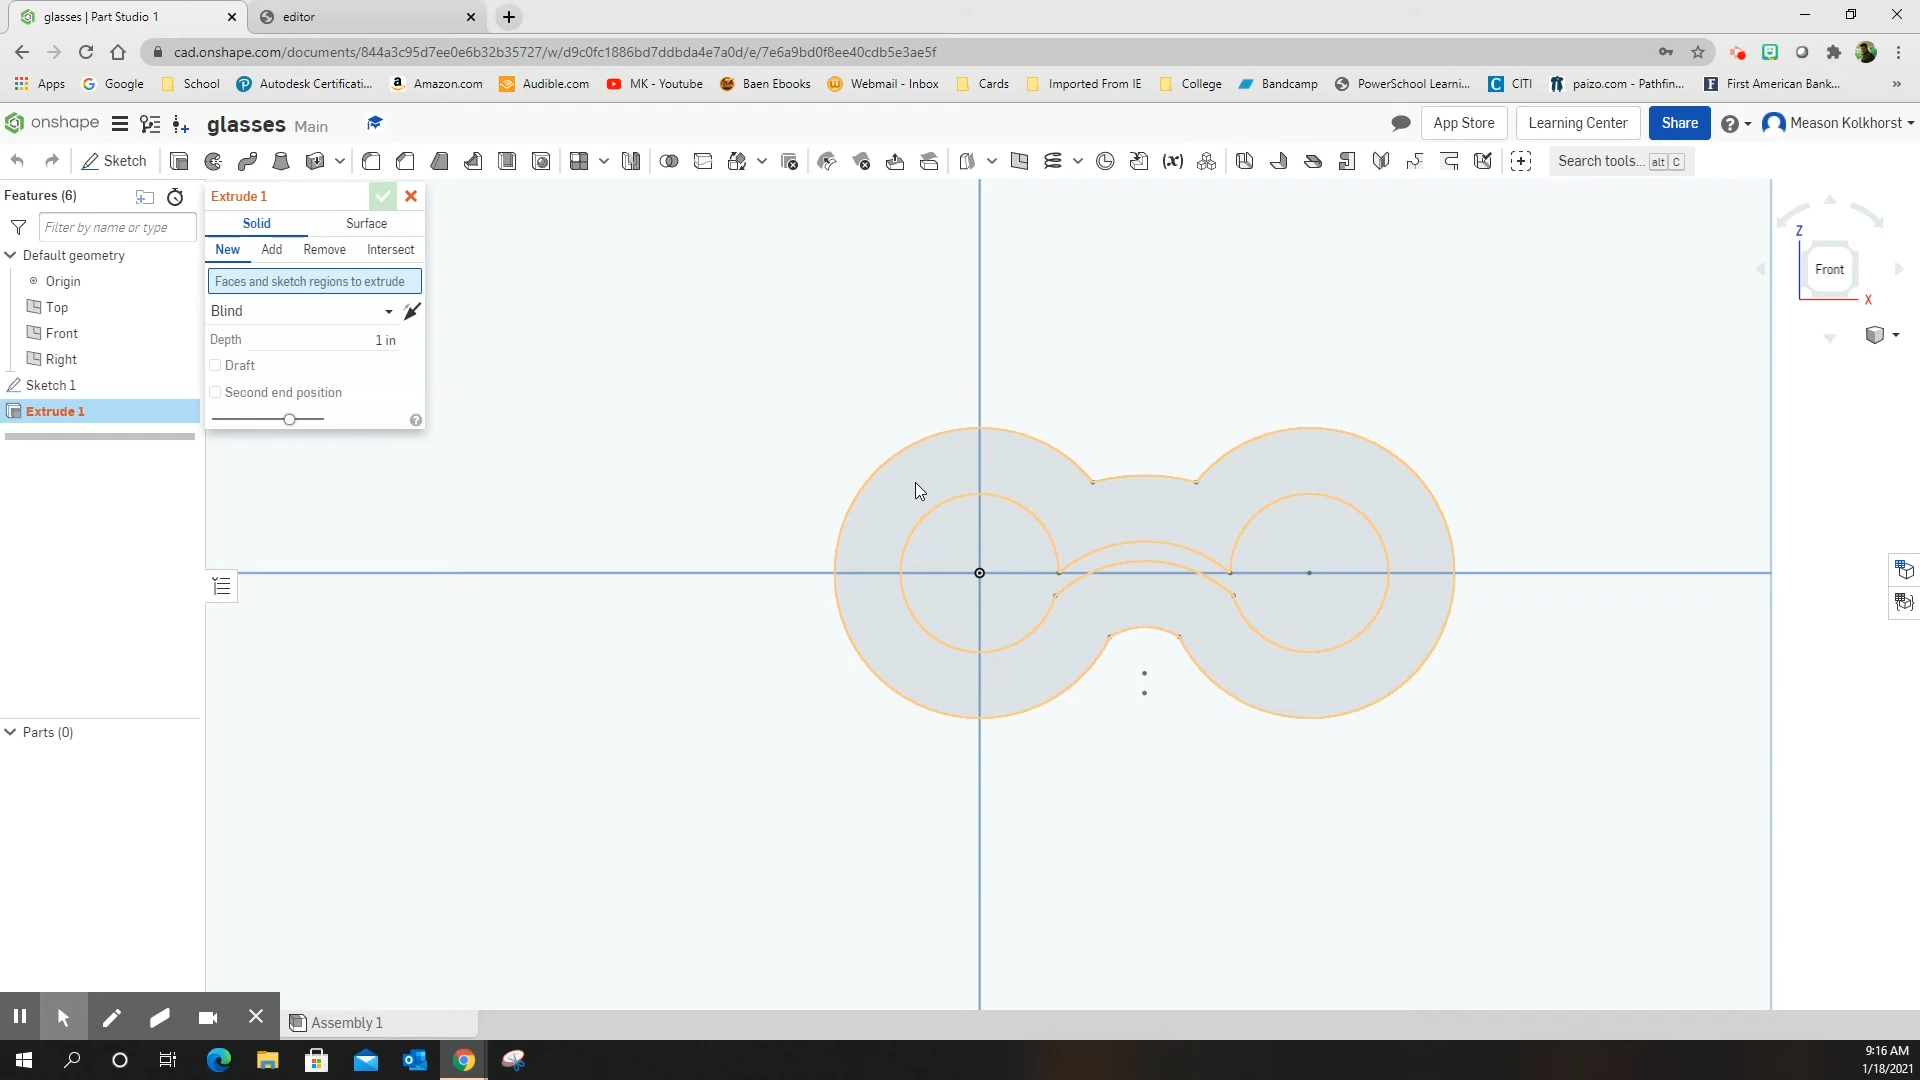 glasses | Part Studio 1
editor
cad.onshape.com/documents/844a3c95d7ee0e6b32b35727/w/d9c0fc1886bd7ddbda4e7a0d/e/7e6a9bd0f8ee40cdb5e3ae5f
Apps Google School Autodesk Certificati... Amazon.com Audible.com MK - Youtube Baen Ebooks Webmail - Inbox Cards Imported From IE College Bandcamp PowerSchool Learni... CITI paizo.com - Pathfin... First American Bank... »
onshape glasses Main App Store Learning Center Share Meason Kolkhorst
Sketch (x) Search tools... alt C
Features (6)
Filter by name or type
Default geometry
Origin
Top
Front
Right
Sketch 1
Extrude 1
Parts (0)
Extrude 1
Solid Surface
New Add Remove Intersect
Faces and sketch regions to extrude
Blind
Depth 1 in
Draft
Second end position
Z
Front
X
Assembly 1
9:16 AM
1/18/2021